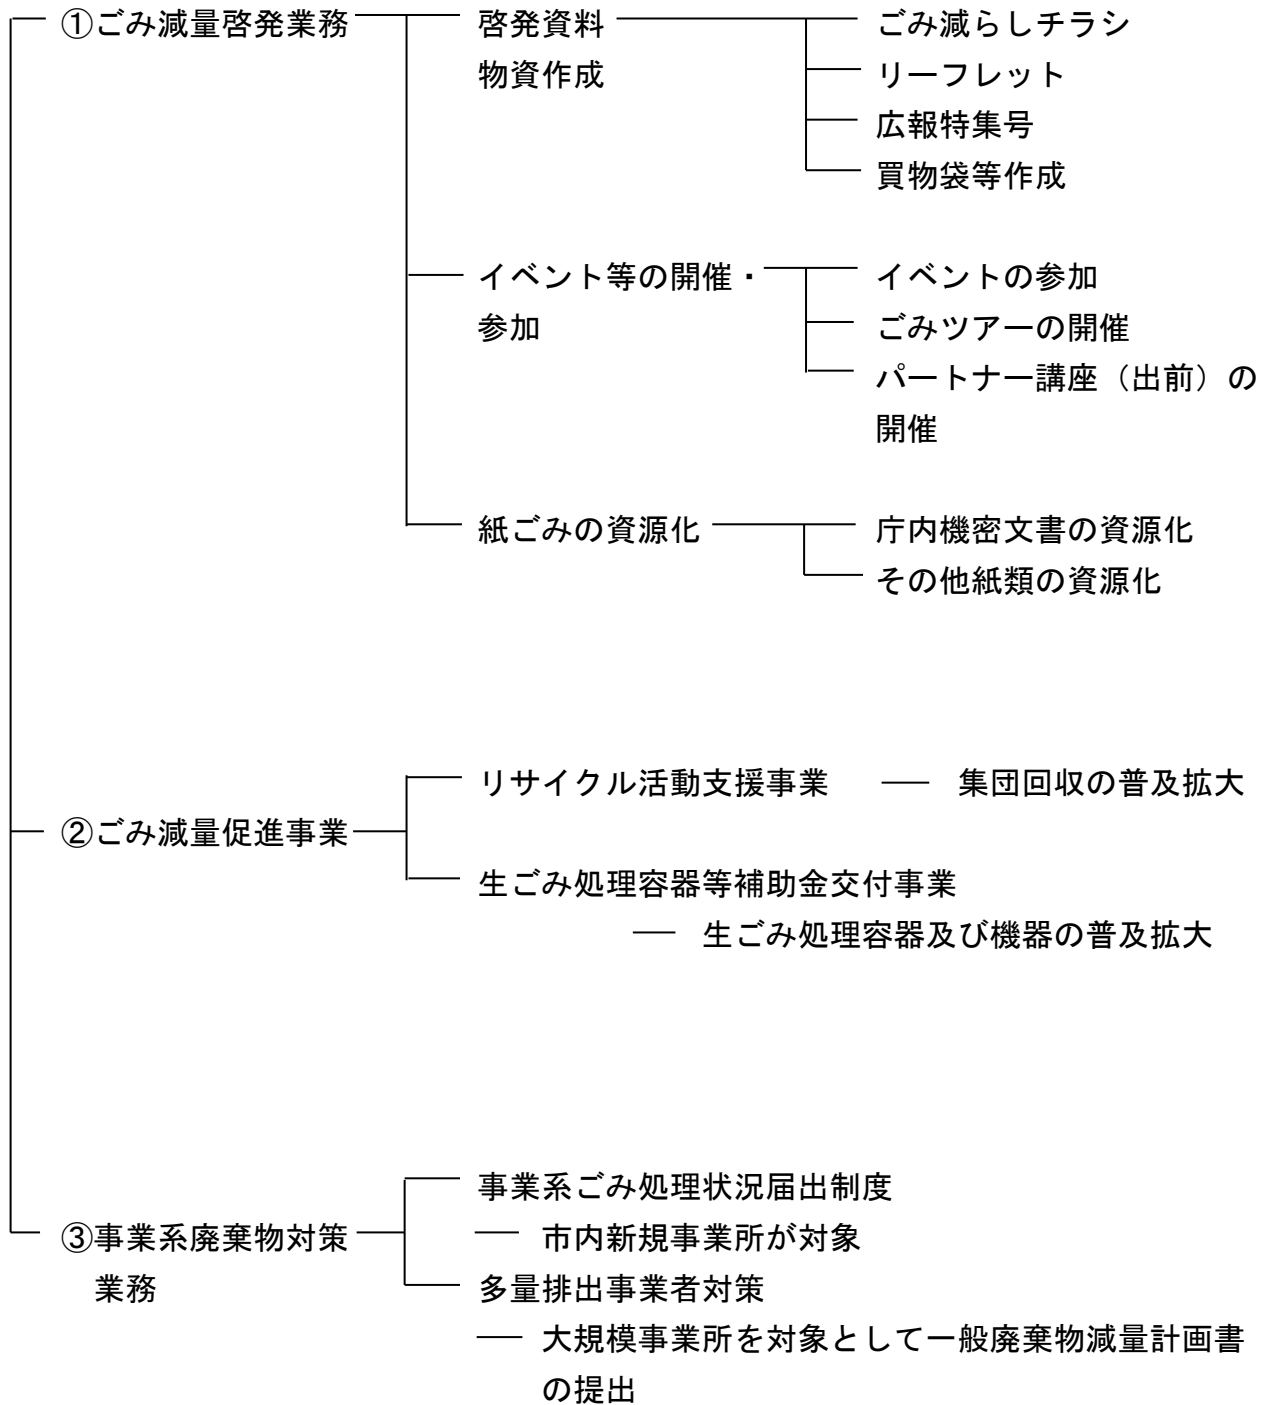 ①ごみ減量啓発業務
啓発資料
物資作成
ごみ減らしチラシ
リーフレット
広報特集号
買物袋等作成
イベント等の開催・
参加
イベントの参加
ごみツアーの開催
パートナー講座（出前）の
開催
紙ごみの資源化
庁内機密文書の資源化
その他紙類の資源化
②ごみ減量促進事業
リサイクル活動支援事業
集団回収の普及拡大
生ごみ処理容器等補助金交付事業
生ごみ処理容器及び機器の普及拡大
③事業系廃棄物対策
業務
事業系ごみ処理状況届出制度
市内新規事業所が対象
多量排出事業者対策
大規模事業所を対象として一般廃棄物減量計画書
の提出